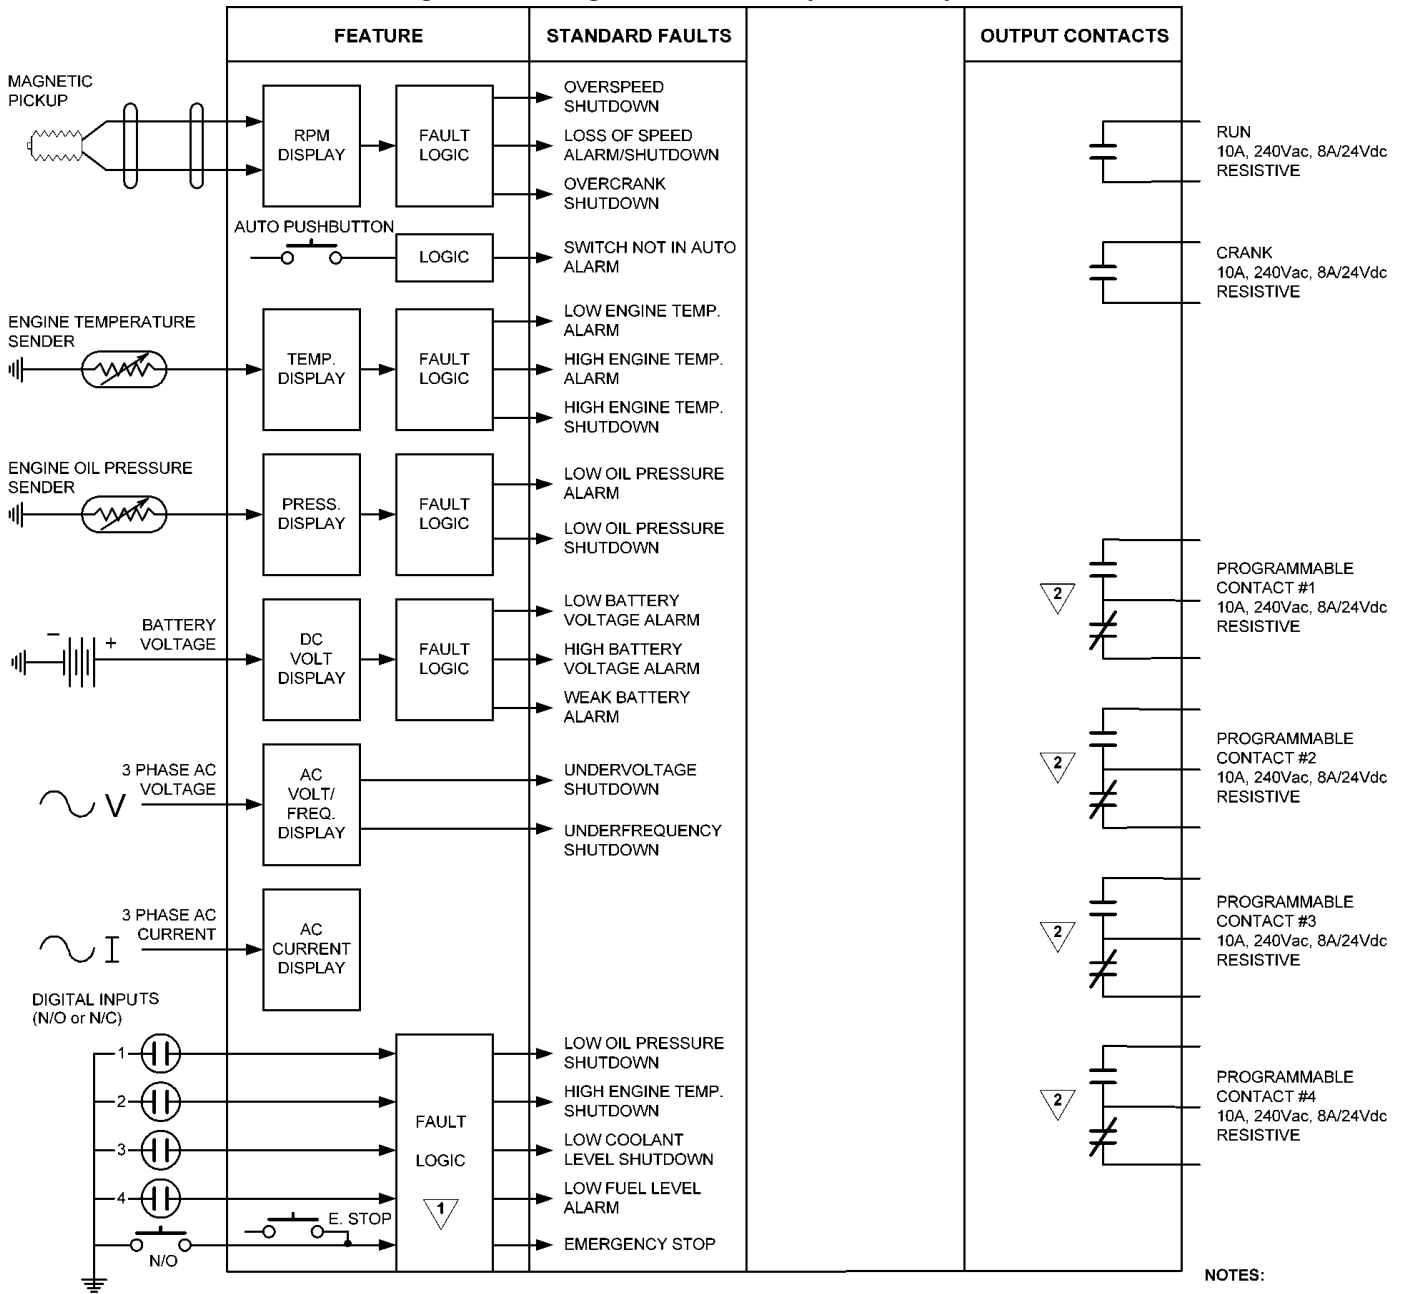 FEATURE
STANDARD FAULTS
OUTPUT CONTACTS
MAGNETIC
PICKUP
RPM
DISPLAY
FAULT
LOGIC
OVERSPEED
SHUTDOWN
LOSS OF SPEED
ALARM/SHUTDOWN
OVERCRANK
SHUTDOWN
AUTO PUSHBUTTON
LOGIC
SWITCH NOT IN AUTO
ALARM
ENGINE TEMPERATURE
SENDER
TEMP.
DISPLAY
FAULT
LOGIC
LOW ENGINE TEMP.
ALARM
HIGH ENGINE TEMP.
ALARM
HIGH ENGINE TEMP.
SHUTDOWN
ENGINE OIL PRESSURE
SENDER
PRESS.
DISPLAY
FAULT
LOGIC
LOW OIL PRESSURE
ALARM
LOW OIL PRESSURE
SHUTDOWN
BATTERY
VOLTAGE
− +
DC
VOLT
DISPLAY
FAULT
LOGIC
LOW BATTERY
VOLTAGE ALARM
HIGH BATTERY
VOLTAGE ALARM
WEAK BATTERY
ALARM
3 PHASE AC
VOLTAGE
V
AC
VOLT/
FREQ.
DISPLAY
UNDERVOLTAGE
SHUTDOWN
UNDERFREQUENCY
SHUTDOWN
3 PHASE AC
CURRENT
I
AC
CURRENT
DISPLAY
DIGITAL INPUTS
(N/O or N/C)
1
2
3
4
N/O
E. STOP
FAULT
LOGIC
1
LOW OIL PRESSURE
SHUTDOWN
HIGH ENGINE TEMP.
SHUTDOWN
LOW COOLANT
LEVEL SHUTDOWN
LOW FUEL LEVEL
ALARM
EMERGENCY STOP
RUN
10A, 240Vac, 8A/24Vdc
RESISTIVE
CRANK
10A, 240Vac, 8A/24Vdc
RESISTIVE
2
PROGRAMMABLE
CONTACT #1
10A, 240Vac, 8A/24Vdc
RESISTIVE
2
PROGRAMMABLE
CONTACT #2
10A, 240Vac, 8A/24Vdc
RESISTIVE
2
PROGRAMMABLE
CONTACT #3
10A, 240Vac, 8A/24Vdc
RESISTIVE
2
PROGRAMMABLE
CONTACT #4
10A, 240Vac, 8A/24Vdc
RESISTIVE
NOTES: